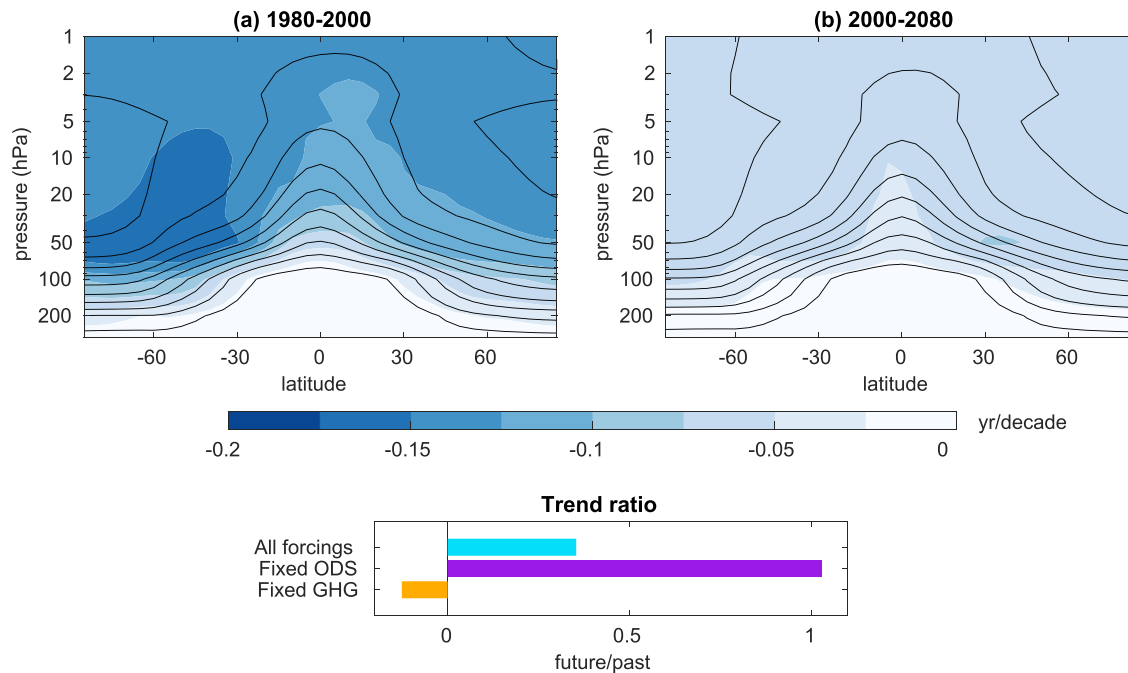 (a) 1980-2000
(b) 2000-2080
1
2
5
10
20
50
100
200
pressure (hPa)
-60
-30
0
30
60
latitude
1
2
5
10
20
50
100
200
pressure (hPa)
-60
-30
0
30
60
latitude
-0.2
-0.15
-0.1
-0.05
0
yr/decade
Trend ratio
All forcings
Fixed ODS
Fixed GHG
0
0.5
1
future/past